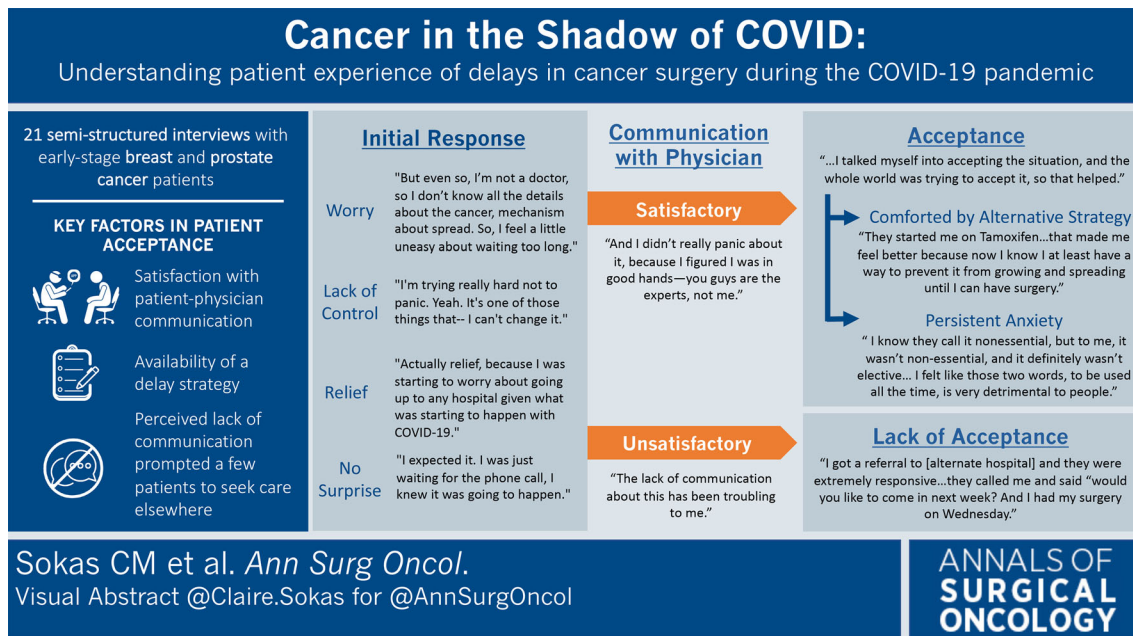 Cancer in the Shadow of COVID:
Understanding patient experience of delays in cancer surgery during the COVID-19 pandemic
21 semi-structured interviews with
early-stage breast and prostate
cancer patients
KEY FACTORS IN PATIENT
ACCEPTANCE
Satisfaction with
patient-physician
communication
Availability of a
delay strategy
Perceived lack of
communication
prompted a few
patients to seek care
elsewhere
Initial Response
Worry
"But even so, I'm not a doctor,
so I don't know all the details
about the cancer, mechanism
about spread. So, I feel a little
uneasy about waiting too long."
Lack of
Control
"I'm trying really hard not to
panic. Yeah. It's one of those
things that-- I can't change it."
Relief
"Actually relief, because I was
starting to worry about going
up to any hospital given what
was starting to happen with
COVID-19."
No
Surprise
"I expected it. I was just
waiting for the phone call, I
knew it was going to happen."
Communication
with Physician
Satisfactory
“And I didn’t really panic about
it, because I figured I was in
good hands—you guys are the
experts, not me.”
Unsatisfactory
“The lack of communication
about this has been troubling
to me.”
Acceptance
“...I talked myself into accepting the situation, and the
whole world was trying to accept it, so that helped.”
Comforted by Alternative Strategy
“They started me on Tamoxifen...that made me
feel better because now I know I at least have a
way to prevent it from growing and spreading
until I can have surgery.”
Persistent Anxiety
“ I know they call it nonessential, but to me, it
wasn’t non-essential, and it definitely wasn’t
elective... I felt like those two words, to be used
all the time, is very detrimental to people.”
Lack of Acceptance
“I got a referral to [alternate hospital] and they were
extremely responsive...they called me and said “would
you like to come in next week? And I had my surgery
on Wednesday.”
Sokas CM et al. Ann Surg Oncol.
Visual Abstract @Claire.Sokas for @AnnSurgOncol
ANNALS OF
SURGICAL
ONCOLOGY